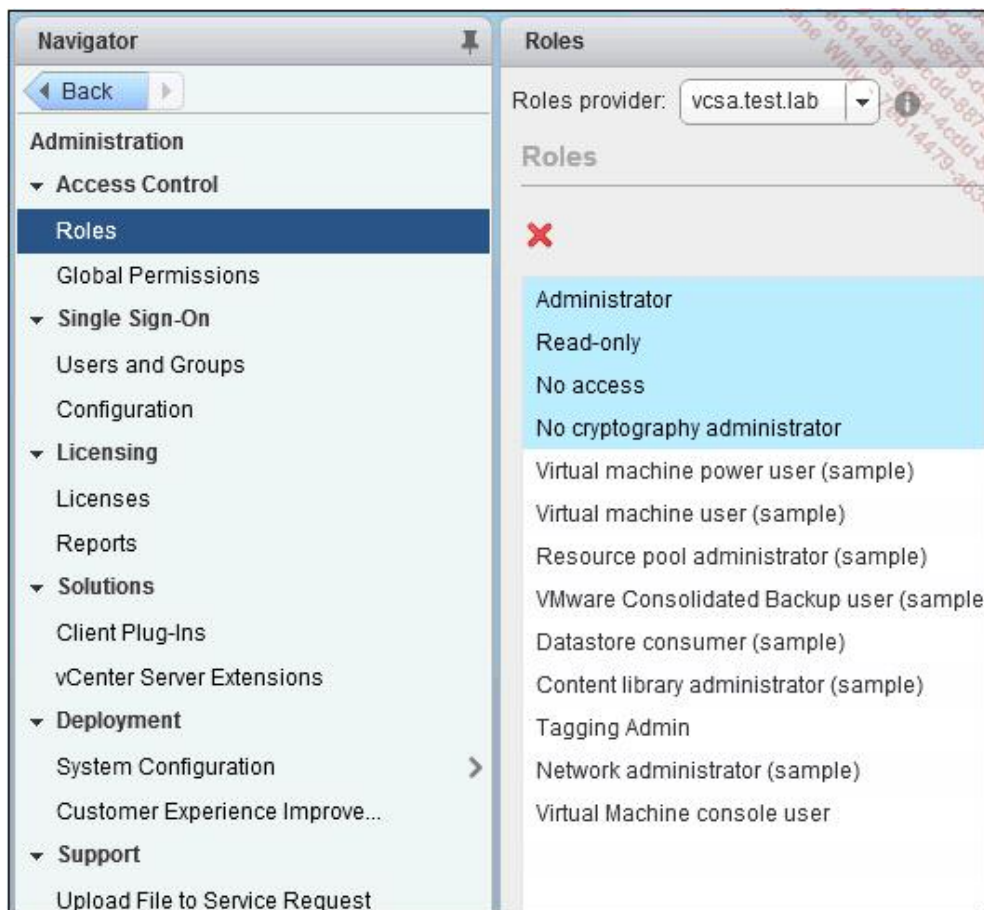 Navigator
Back
Administration
Access Control
Roles
Global Permissions
Single Sign-On
Users and Groups
Configuration
Licensing
Licenses
Reports
Solutions
Client Plug-Ins
vCenter Server Extensions
Deployment
System Configuration
Customer Experience Improve...
Support
Upload File to Service Request
Roles
Roles provider: vcsa.test.lab
Roles
Administrator
Read-only
No access
No cryptography administrator
Virtual machine power user (sample)
Virtual machine user (sample)
Resource pool administrator (sample)
VMware Consolidated Backup user (sample
Datastore consumer (sample)
Content library administrator (sample)
Tagging Admin
Network administrator (sample)
Virtual Machine console user